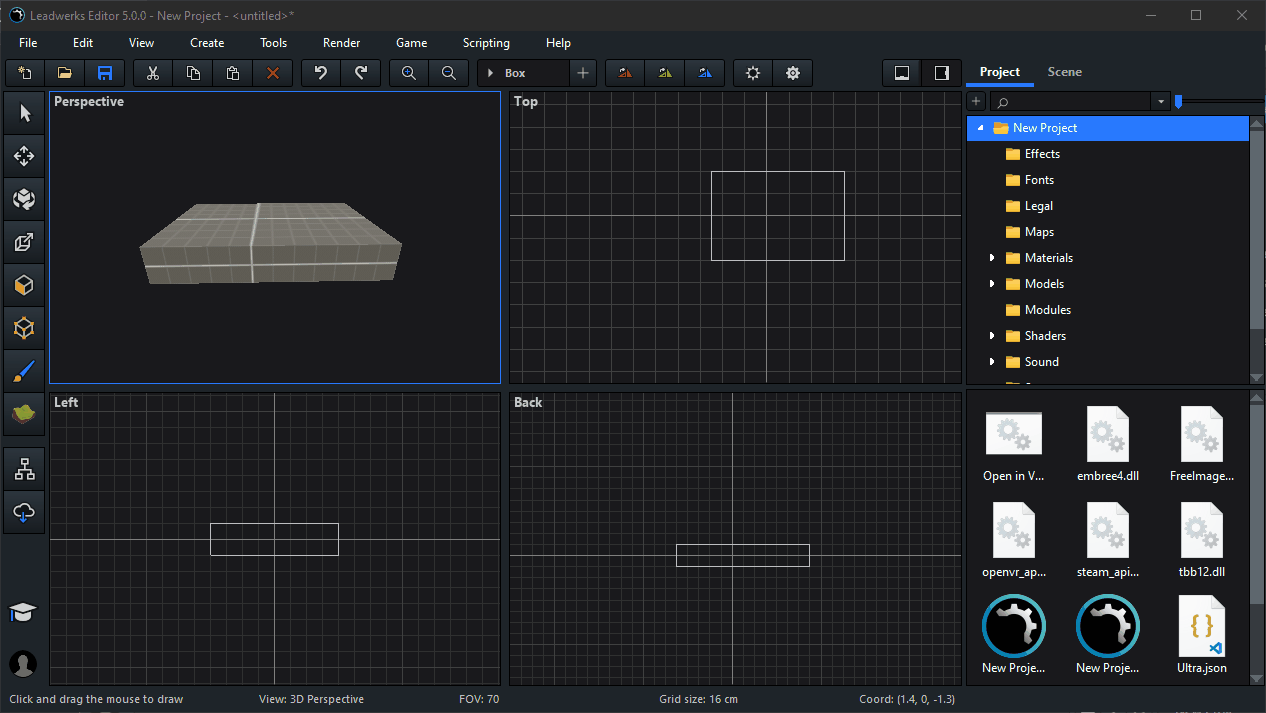 Leadwerks Editor 5.0.0 - New Project - <untitled>*
File Edit View Create Tools Render Game Scripting Help
Box
Project Scene
Perspective
Top
Left
Back
New Project
Effects
Fonts
Legal
Maps
Materials
Models
Modules
Shaders
Sound
Open in V... embree4.dll FreeImage...
openvr_ap... steam_api... tbb12.dll
New Proje... New Proje... Ultra.json
Click and drag the mouse to draw View: 3D Perspective FOV: 70 Grid size: 16 cm Coord: (1.4, 0, -1.3)